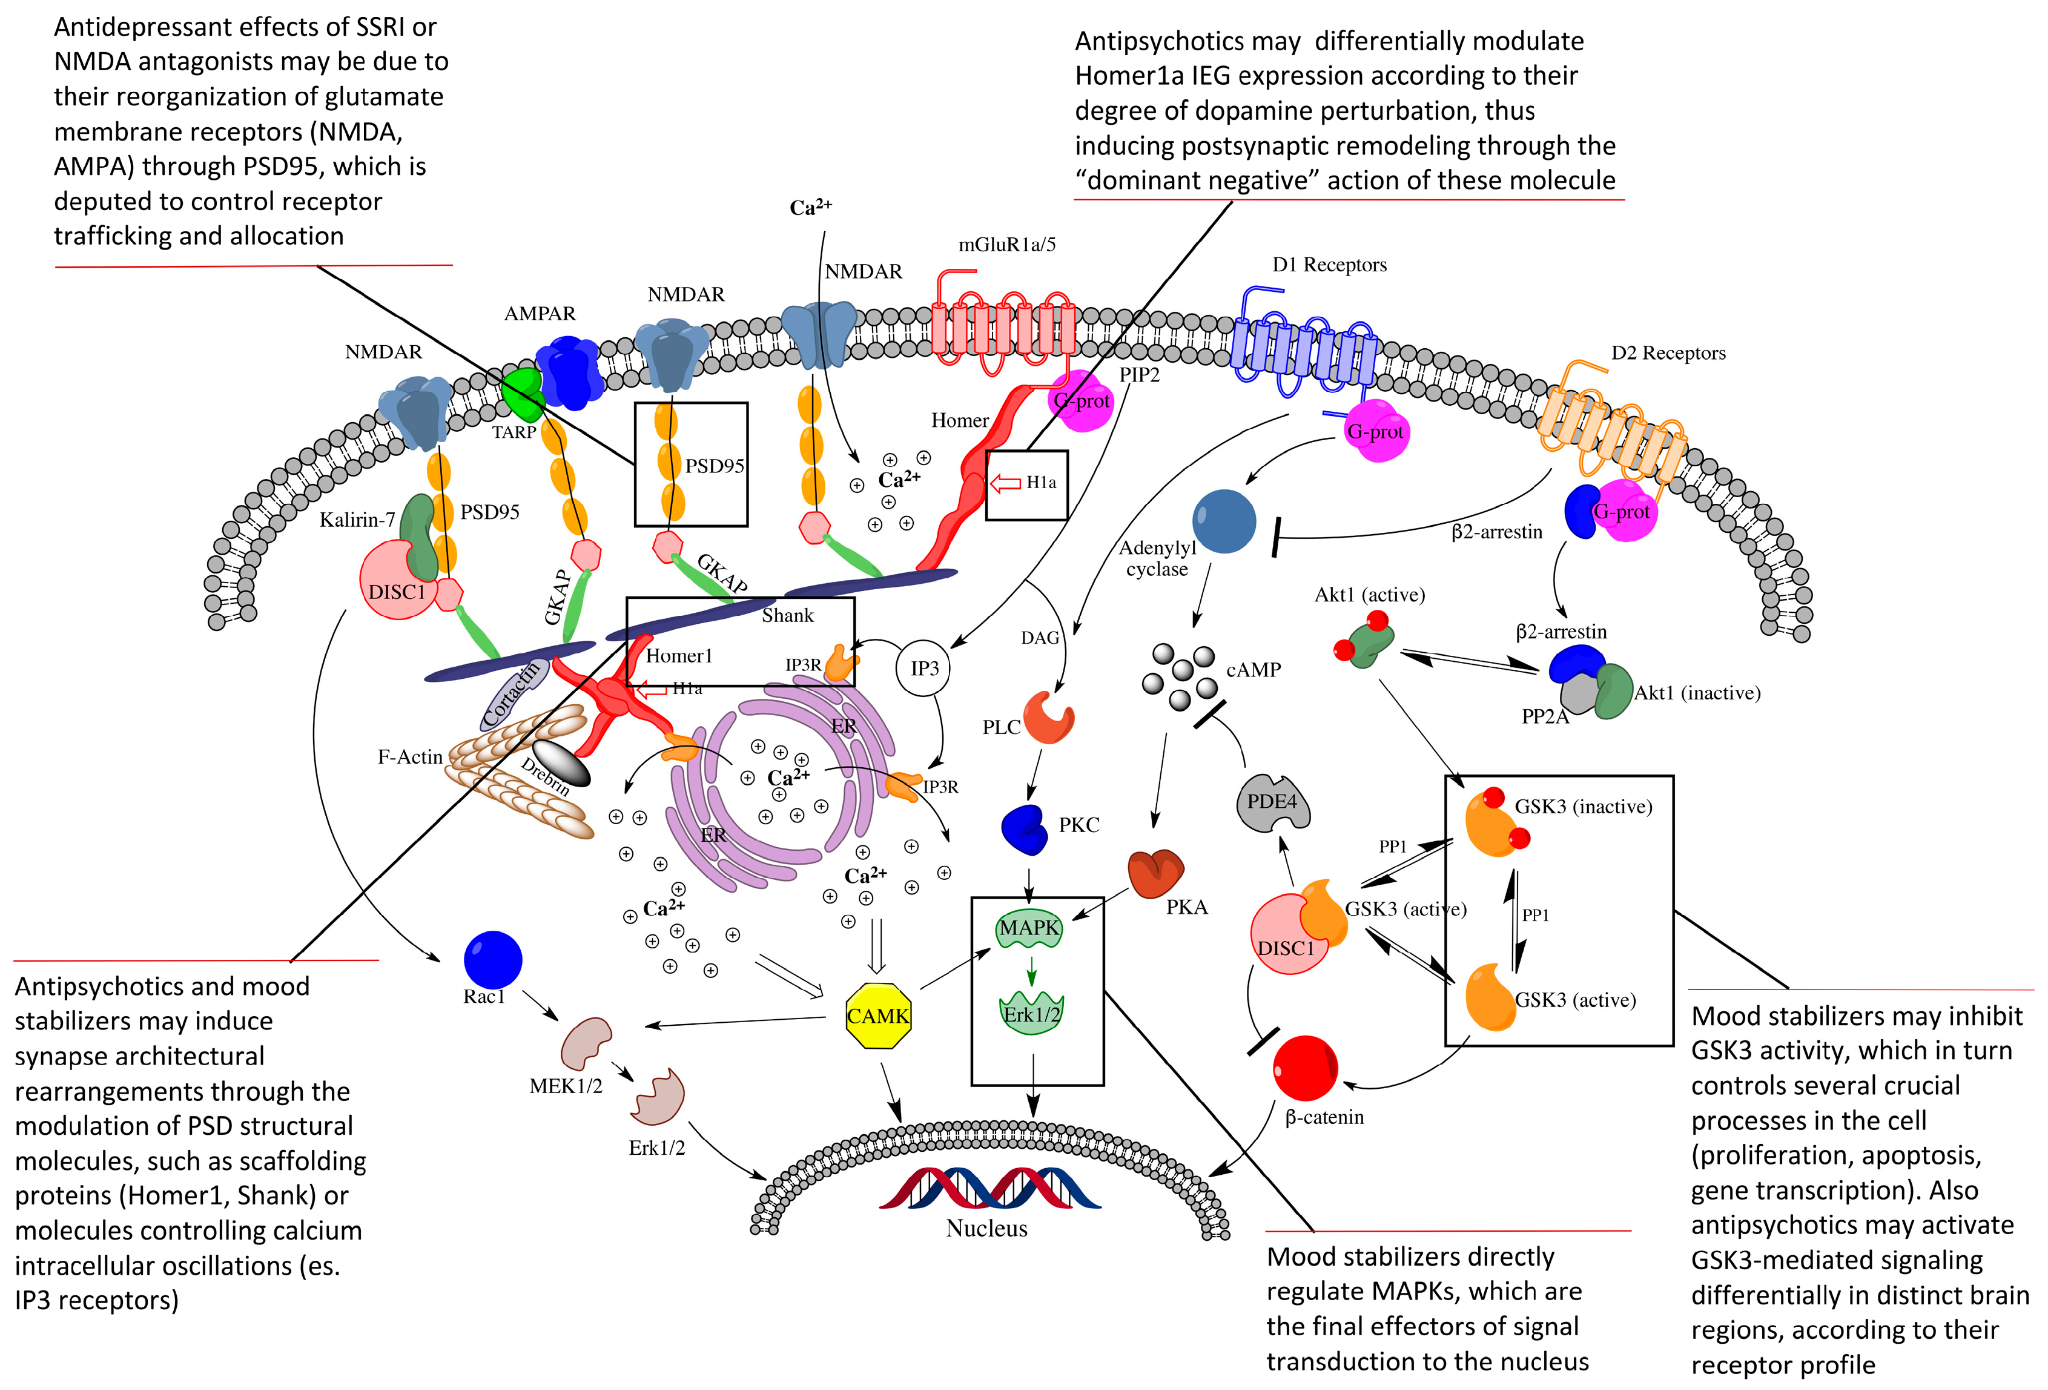 Antidepressant effects of SSRI or
NMDA antagonists may be due to
their reorganization of glutamate
membrane receptors (NMDA,
AMPA) through PSD95, which is
deputed to control receptor
trafficking and allocation
Antipsychotics may differentially modulate
Homer1a IEG expression according to their
degree of dopamine perturbation, thus
inducing postsynaptic remodeling through the
“dominant negative” action of these molecule
Ca2+
mGluR1a/5
NMDAR
D1 Receptors
NMDAR
AMPAR
NMDAR
D2 Receptors
PIP2
G-prot
Homer
TARP
G-prot
PSD95
Ca2+
H1a
PSD95
Kalirin-7
G-prot
β2-arrestin
Adenylyl
cyclase
GKAP
DISC1
GKAP
Akt1 (active)
Shank
DAG
β2-arrestin
Homer1
IP3R
IP3
cAMP
H1a
Akt1 (inactive)
Cortactin
PP2A
ER
PLC
F-Actin
Drebrin
Ca2+
IP3R
PDE4
GSK3 (inactive)
ER
PKC
PP1
Ca2+
Ca2+
PKA
GSK3 (active)
PP1
MAPK
DISC1
Rac1
GSK3 (active)
CAMK
Erk1/2
MEK1/2
β-catenin
Erk1/2
Nucleus
Antipsychotics and mood
stabilizers may induce
synapse architectural
rearrangements through the
modulation of PSD structural
molecules, such as scaffolding
proteins (Homer1, Shank) or
molecules controlling calcium
intracellular oscillations (es.
IP3 receptors)
Mood stabilizers directly
regulate MAPKs, which are
the final effectors of signal
transduction to the nucleus
Mood stabilizers may inhibit
GSK3 activity, which in turn
controls several crucial
processes in the cell
(proliferation, apoptosis,
gene transcription). Also
antipsychotics may activate
GSK3-mediated signaling
differentially in distinct brain
regions, according to their
receptor profile